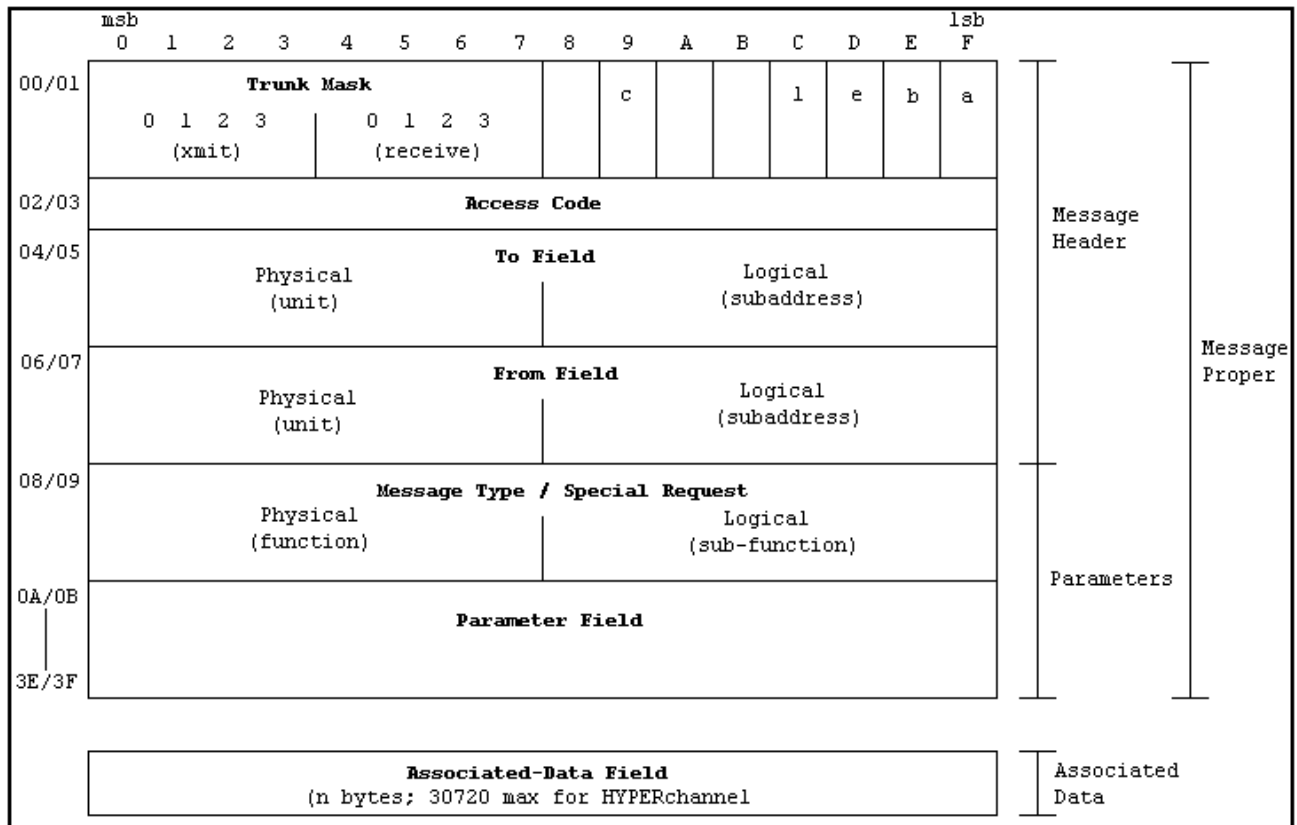 msb lsb
0 1 2 3 4 5 6 7 8 9 A B C D E F
00/01 Trunk Mask c l e b a
0 1 2 3 0 1 2 3
(xmit) (receive)
02/03 Access Code
Message
Header
04/05 To Field
Physical Logical
(unit) (subaddress)
06/07 From Field
Message
Proper
Physical Logical
(unit) (subaddress)
08/09 Message Type / Special Request
Physical Logical
(function) (sub-function)
Parameters
0A/0B
Parameter Field
3E/3F
Associated-Data Field
(n bytes; 30720 max for HYPERchannel
Associated
Data